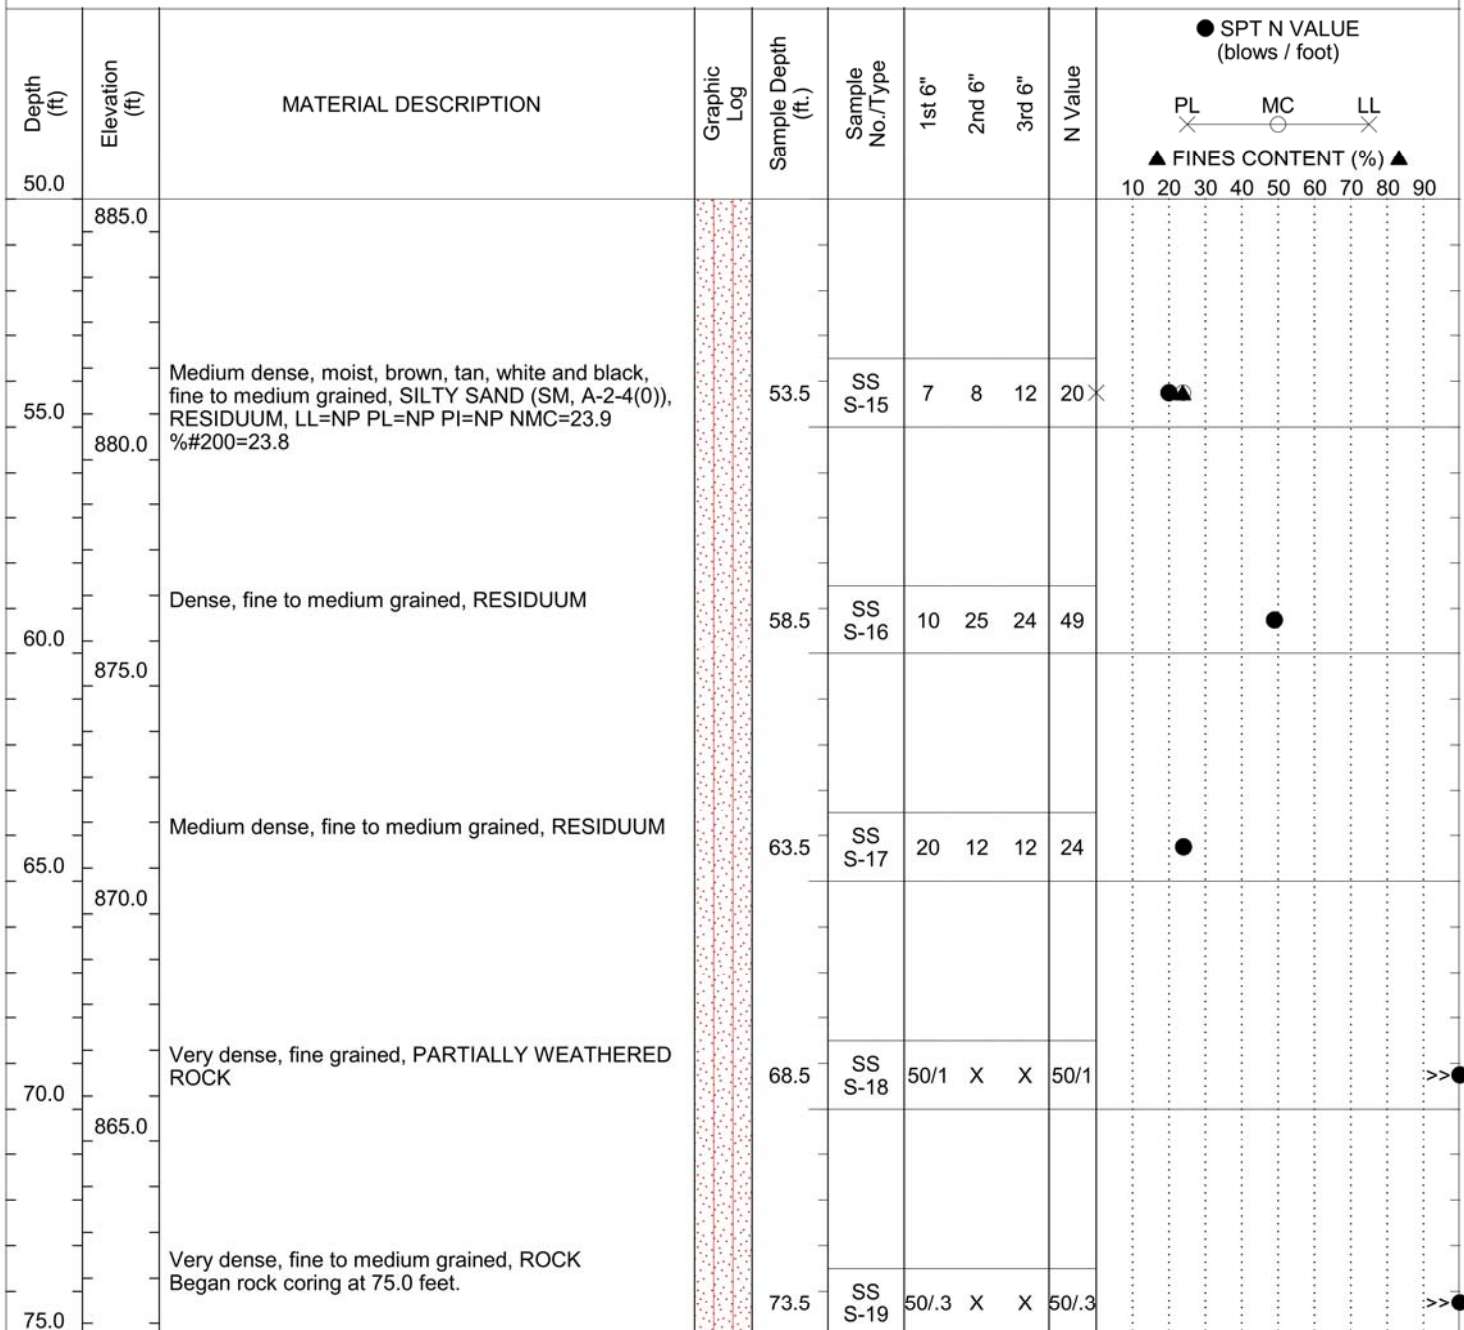 ● SPT N VALUE
(blows / foot)
Depth
(ft)
Elevation
(ft)
MATERIAL DESCRIPTION
Graphic
Log
Sample Depth
(ft.)
Sample
No./Type
1st 6"
2nd 6"
3rd 6"
N Value
PL MC LL
▲ FINES CONTENT (%) ▲
50.0
10 20 30 40 50 60 70 80 90
885.0
Medium dense, moist, brown, tan, white and black,
fine to medium grained, SILTY SAND (SM, A-2-4(0)),
RESIDUUM, LL=NP PL=NP PI=NP NMC=23.9
%#200=23.8
53.5
SS
S-15
7 8 12 20
55.0
880.0
Dense, fine to medium grained, RESIDUUM
58.5
SS
S-16
10 25 24 49
60.0
875.0
Medium dense, fine to medium grained, RESIDUUM
63.5
SS
S-17
20 12 12 24
65.0
870.0
Very dense, fine grained, PARTIALLY WEATHERED
ROCK
68.5
SS
S-18
50/1 X X 50/1
>>
70.0
865.0
Very dense, fine to medium grained, ROCK
Began rock coring at 75.0 feet.
73.5
SS
S-19
50/.3 X X 50/.3
>>
75.0